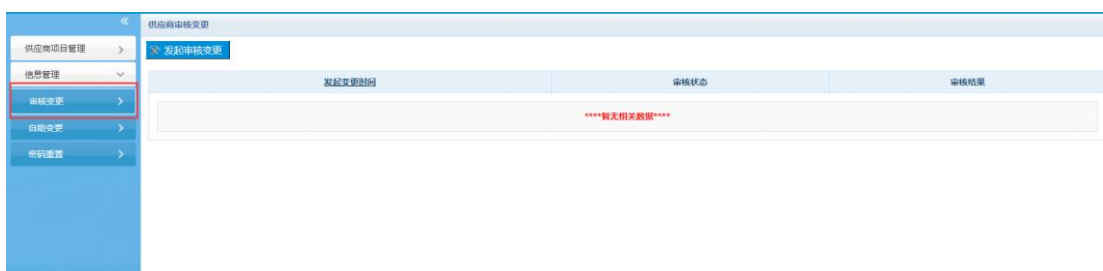 供应商审核变更
供应商项目管理
发起审核变更
信息管理
发起变更时间 审核状态 审核结果
审核变更
****暂无相关数据****
自助变更
密码重置